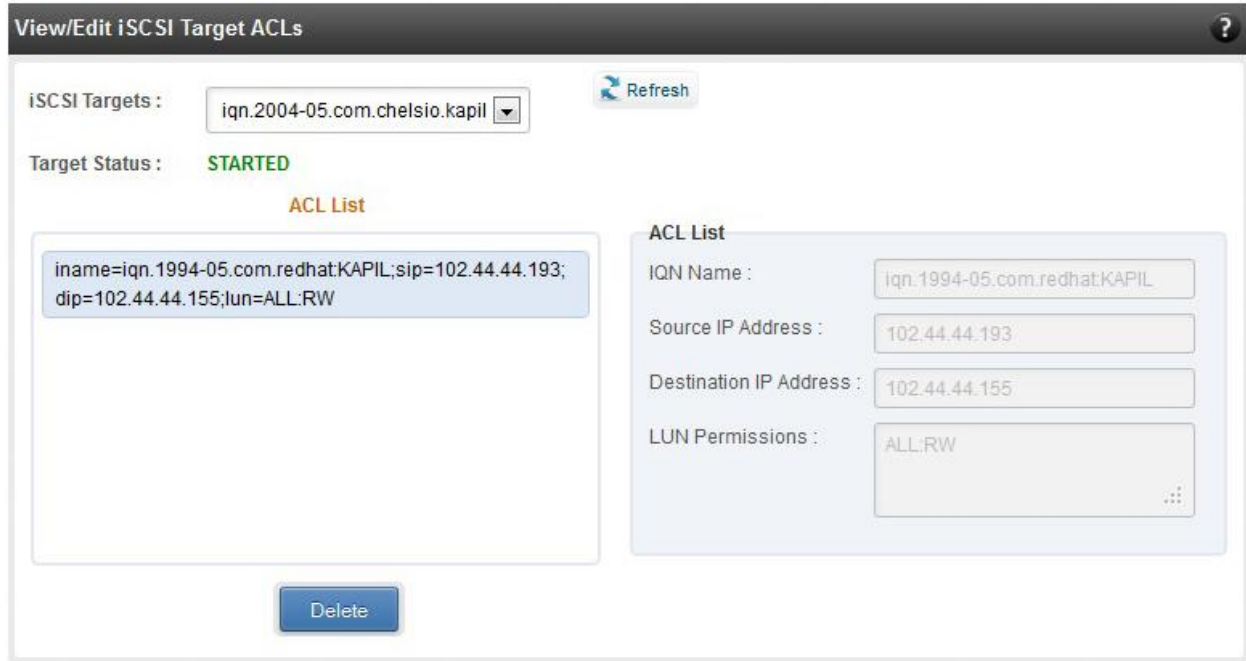 View/Edit iSCSI Target ACLs
?
iSCSI Targets :
iqn.2004-05.com.chelsio.kapil
Refresh
Target Status :
STARTED
ACL List
iname=iqn.1994-05.com.redhat:KAPIL;sip=102.44.44.193;
dip=102.44.44.155;lun=ALL:RW
ACL List
IQN Name :
iqn.1994-05.com.redhat:KAPIL
Source IP Address :
102.44.44.193
Destination IP Address :
102.44.44.155
LUN Permissions :
ALL:RW
Delete